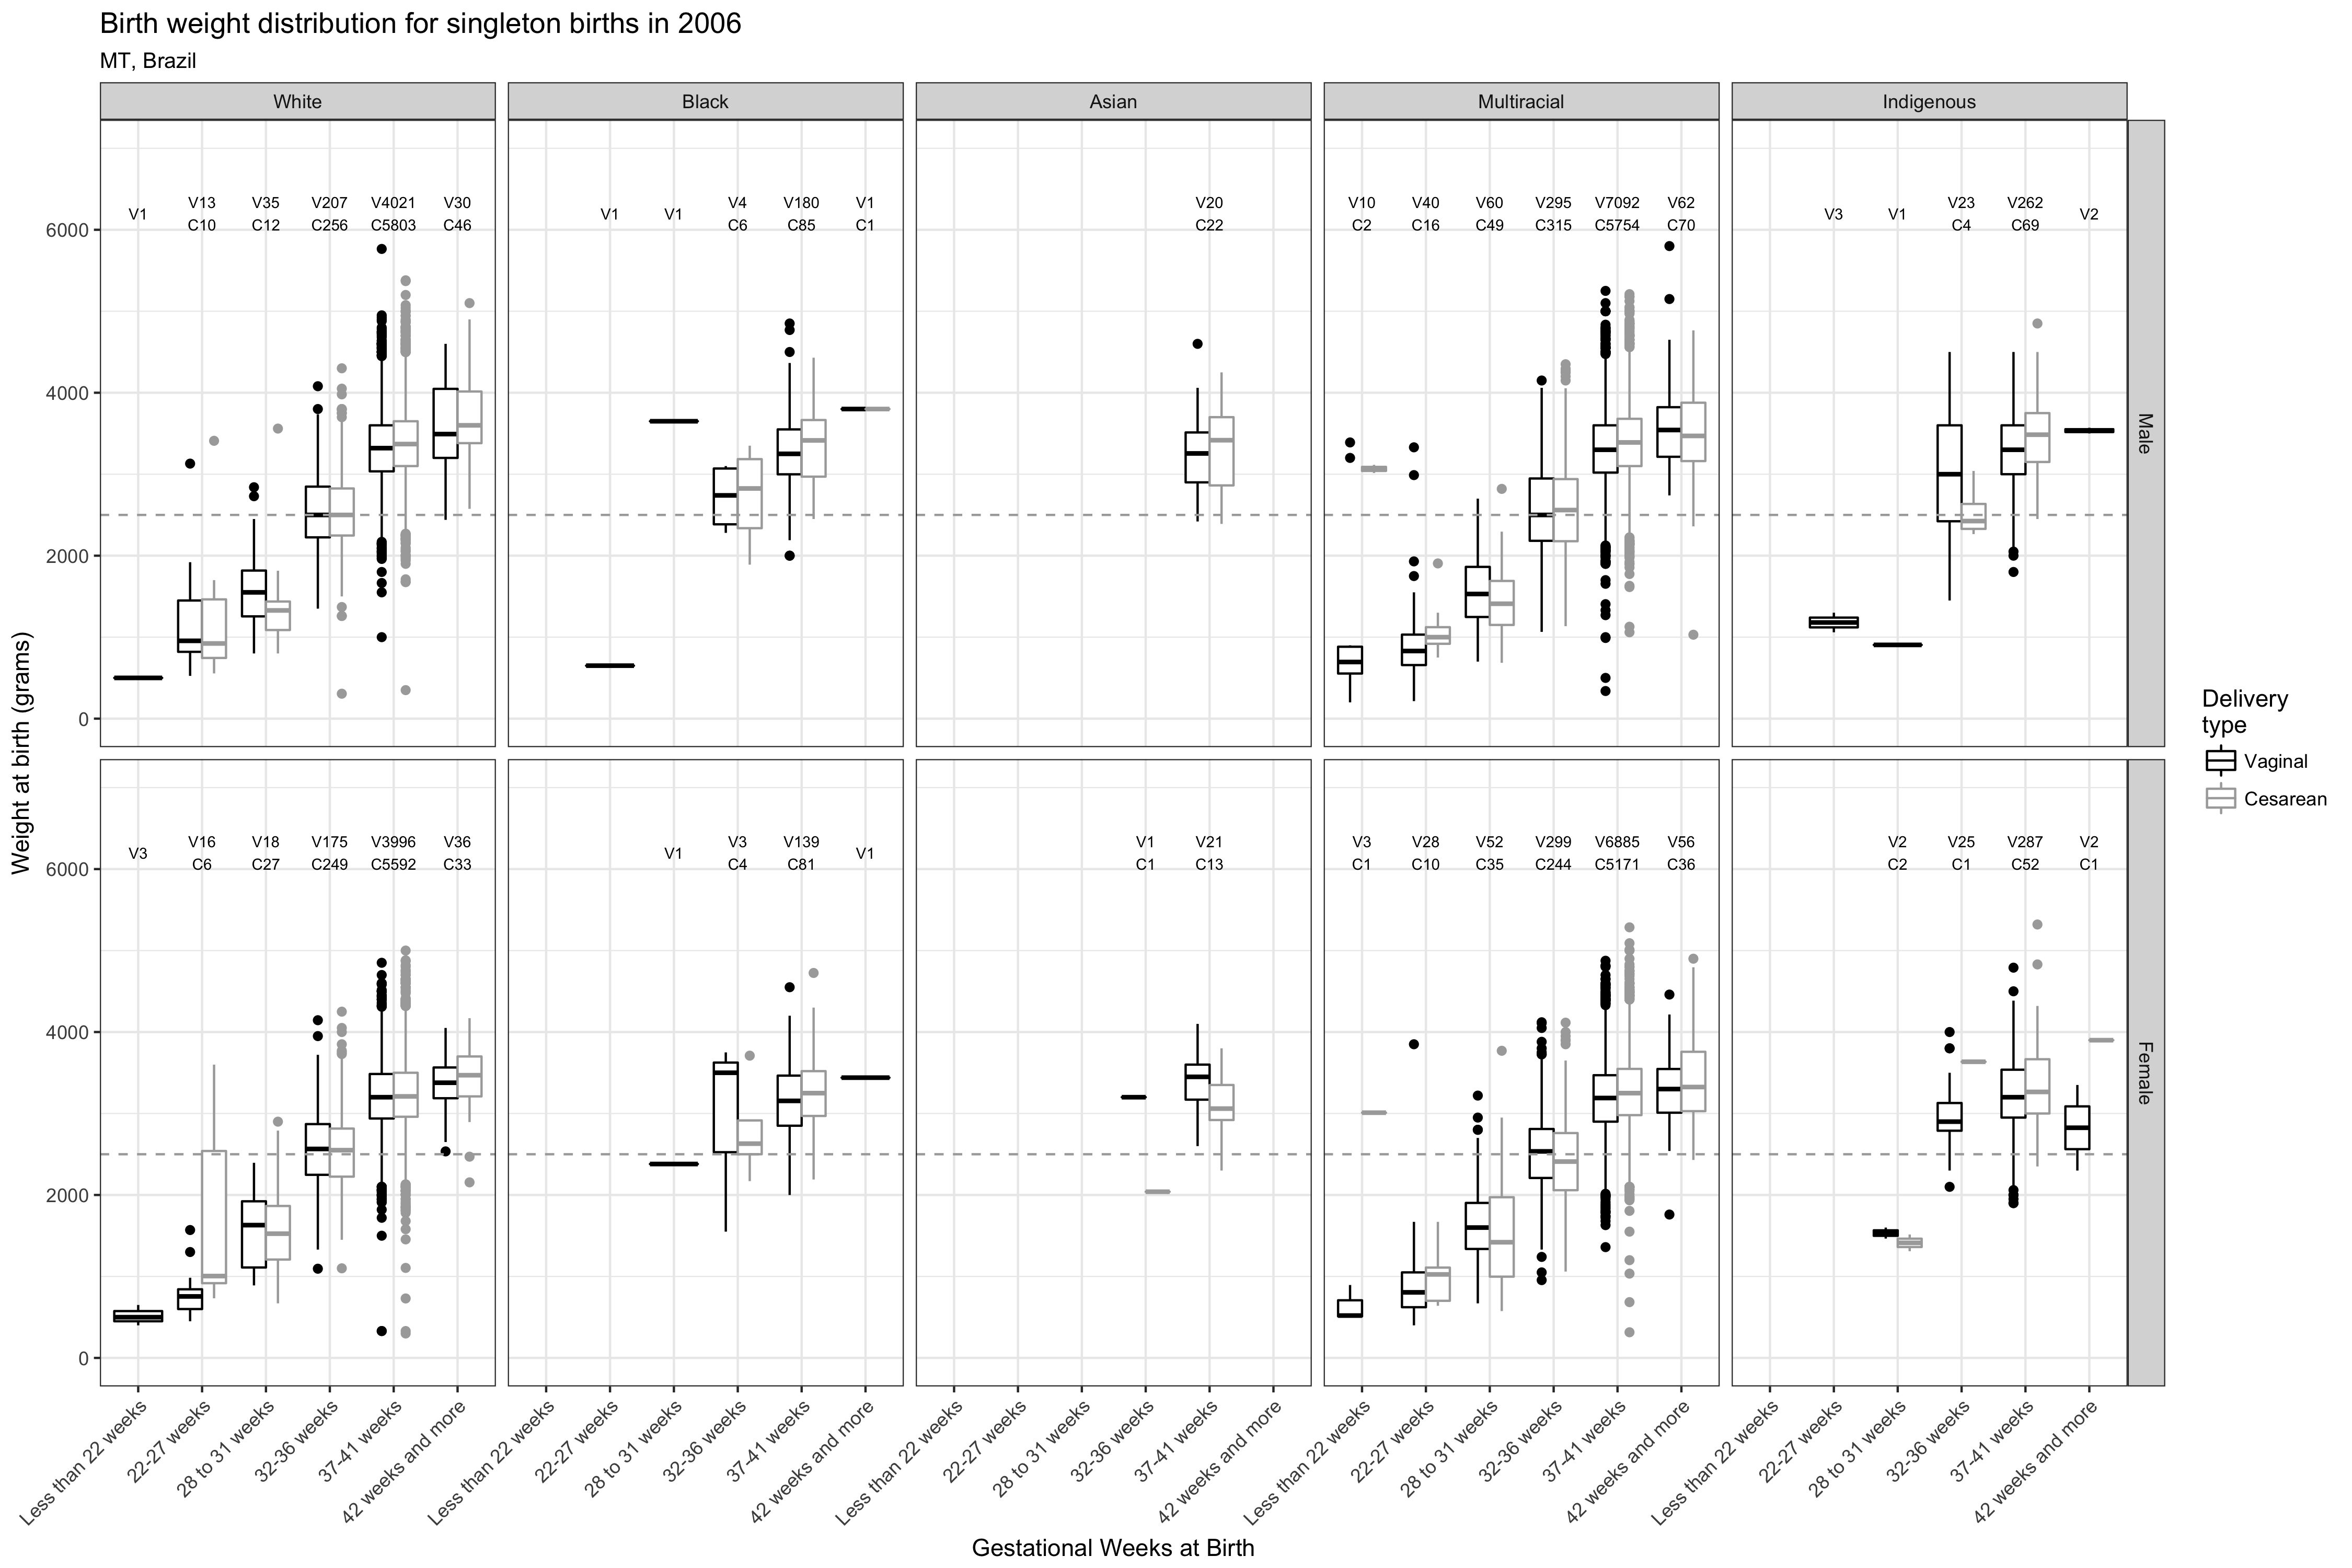 Birth weight distribution for singleton births in 2006
MT, Brazil
White Black Asian Multiracial Indigenous
V1 V13 V35 V207 V4021 V30 V1 V1 V4 V180 V1 V20 V10 V40 V60 V295 V7092 V62 V3 V1 V23 V262 V2
C10 C12 C256 C5803 C46 C6 C85 C1 C22 C2 C16 C49 C315 C5754 C70 C4 C69
6000
4000
2000
0
Male
V3 V16 V18 V175 V3996 V36 V1 V3 V139 V1 V1 V21 V3 V28 V52 V299 V6885 V56 V2 V25 V287 V2
C6 C27 C249 C5592 C33 C4 C81 C1 C13 C1 C10 C35 C244 C5171 C36 C2 C1 C52 C1
6000
4000
2000
0
Female
Weight at birth (grams)
Less than 22 weeks
22-27 weeks
28 to 31 weeks
32-36 weeks
37-41 weeks
42 weeks and more
Less than 22 weeks
22-27 weeks
28 to 31 weeks
32-36 weeks
37-41 weeks
42 weeks and more
Less than 22 weeks
22-27 weeks
28 to 31 weeks
32-36 weeks
37-41 weeks
42 weeks and more
Less than 22 weeks
22-27 weeks
28 to 31 weeks
32-36 weeks
37-41 weeks
42 weeks and more
Less than 22 weeks
22-27 weeks
28 to 31 weeks
32-36 weeks
37-41 weeks
42 weeks and more
Gestational Weeks at Birth
Delivery
type
Vaginal
Cesarean